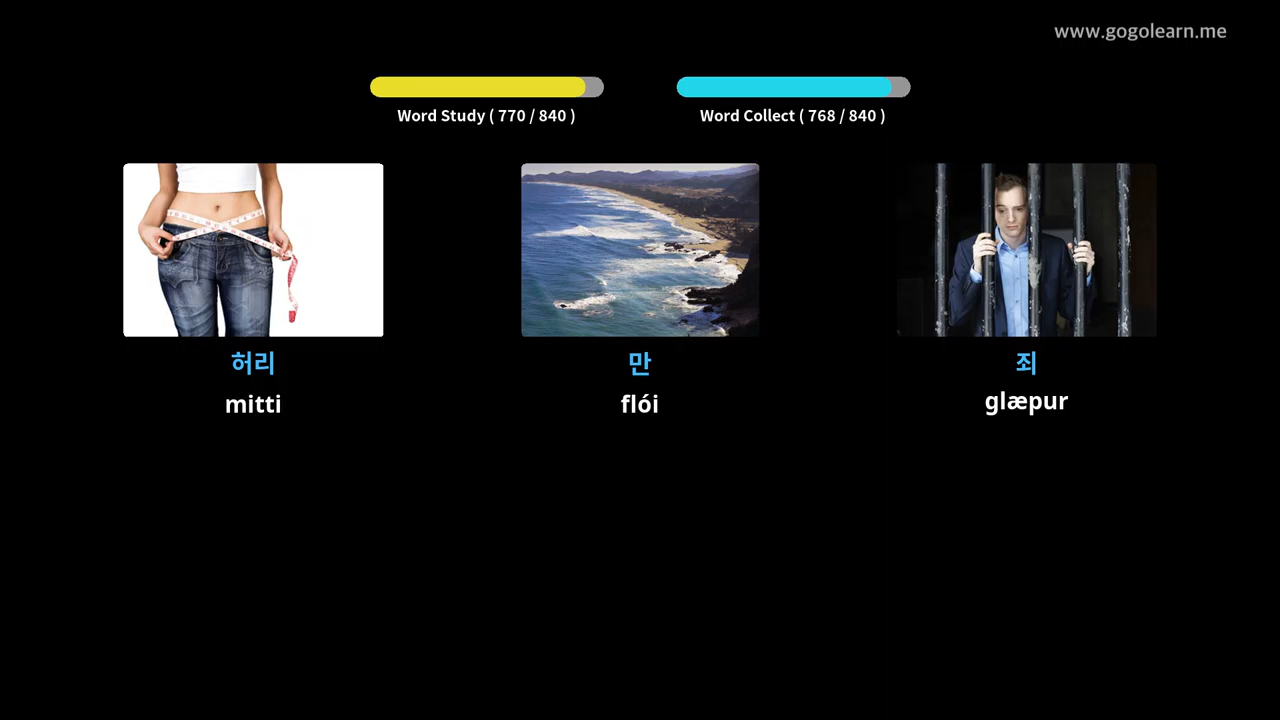 www.gogolearn.me
Word Study ( 770 / 840 )
Word Collect ( 768 / 840 )
허리
만
죄
mitti
flói
glæpur